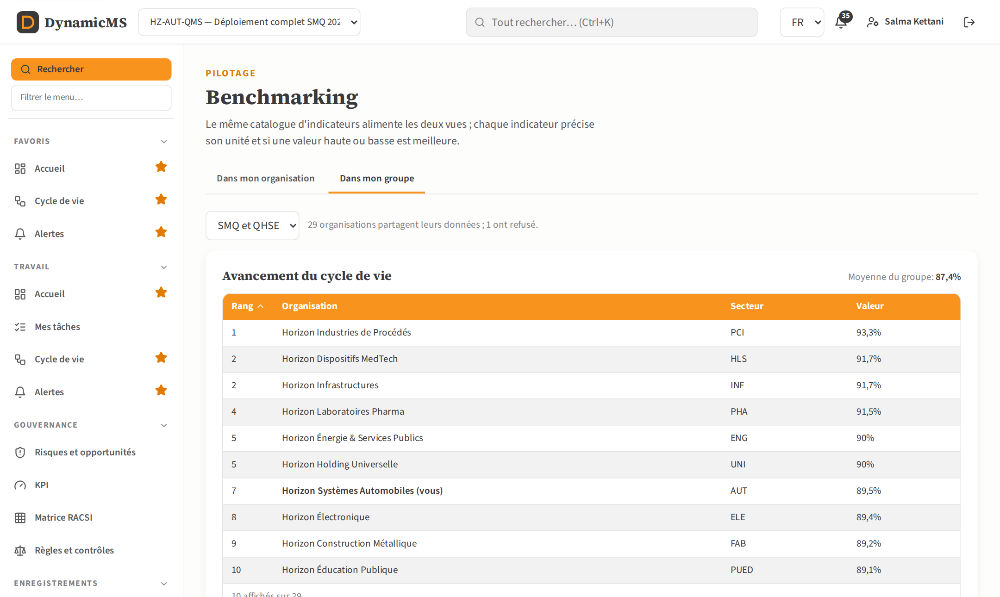 DynamicMS
HZ-AUT-QMS — Déploiement complet SMQ 202
Tout rechercher… (Ctrl+K)
FR
35
Salma Kettani
Rechercher
Filtrer le menu…
FAVORIS
Accueil
Cycle de vie
Alertes
TRAVAIL
Accueil
Mes tâches
Cycle de vie
Alertes
GOUVERNANCE
Risques et opportunités
KPI
Matrice RACSI
Règles et contrôles
ENREGISTREMENTS
PILOTAGE
Benchmarking
Le même catalogue d'indicateurs alimente les deux vues ; chaque indicateur précise
son unité et si une valeur haute ou basse est meilleure.
Dans mon organisation
Dans mon groupe
SMQ et QHSE
29 organisations partagent leurs données ; 1 ont refusé.
Avancement du cycle de vie
Moyenne du groupe: 87,4%
Rang Organisation Secteur Valeur
1 Horizon Industries de Procédés PCI 93,3%
2 Horizon Dispositifs MedTech HLS 91,7%
2 Horizon Infrastructures INF 91,7%
4 Horizon Laboratoires Pharma PHA 91,5%
5 Horizon Énergie & Services Publics ENG 90%
5 Horizon Holding Universelle UNI 90%
7 Horizon Systèmes Automobiles (vous) AUT 89,5%
8 Horizon Électronique ELE 89,4%
9 Horizon Construction Métallique FAB 89,2%
10 Horizon Éducation Publique PUED 89,1%
10 affichés sur 29